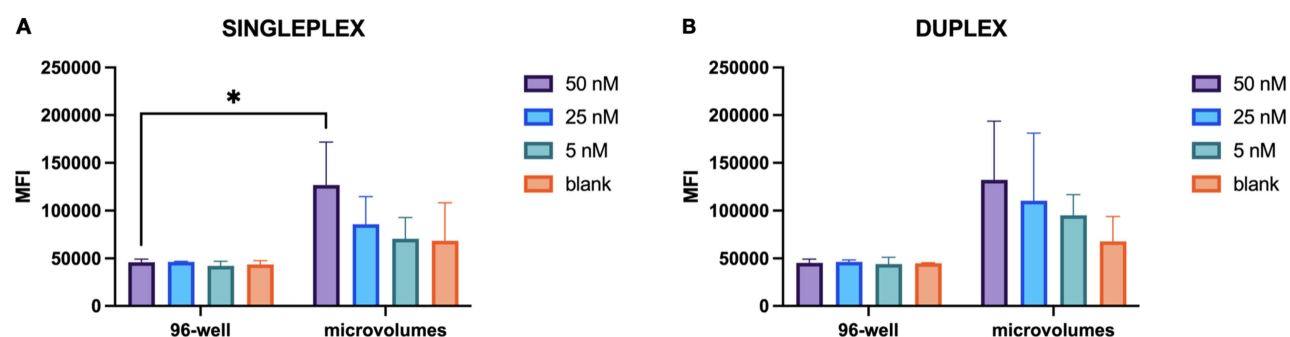 A
SINGLEPLEX
MFI
250000
200000
150000
100000
50000
0
*
96-well
microvolumes
50 nM
25 nM
5 nM
blank
B
DUPLEX
MFI
250000
200000
150000
100000
50000
0
96-well
microvolumes
50 nM
25 nM
5 nM
blank